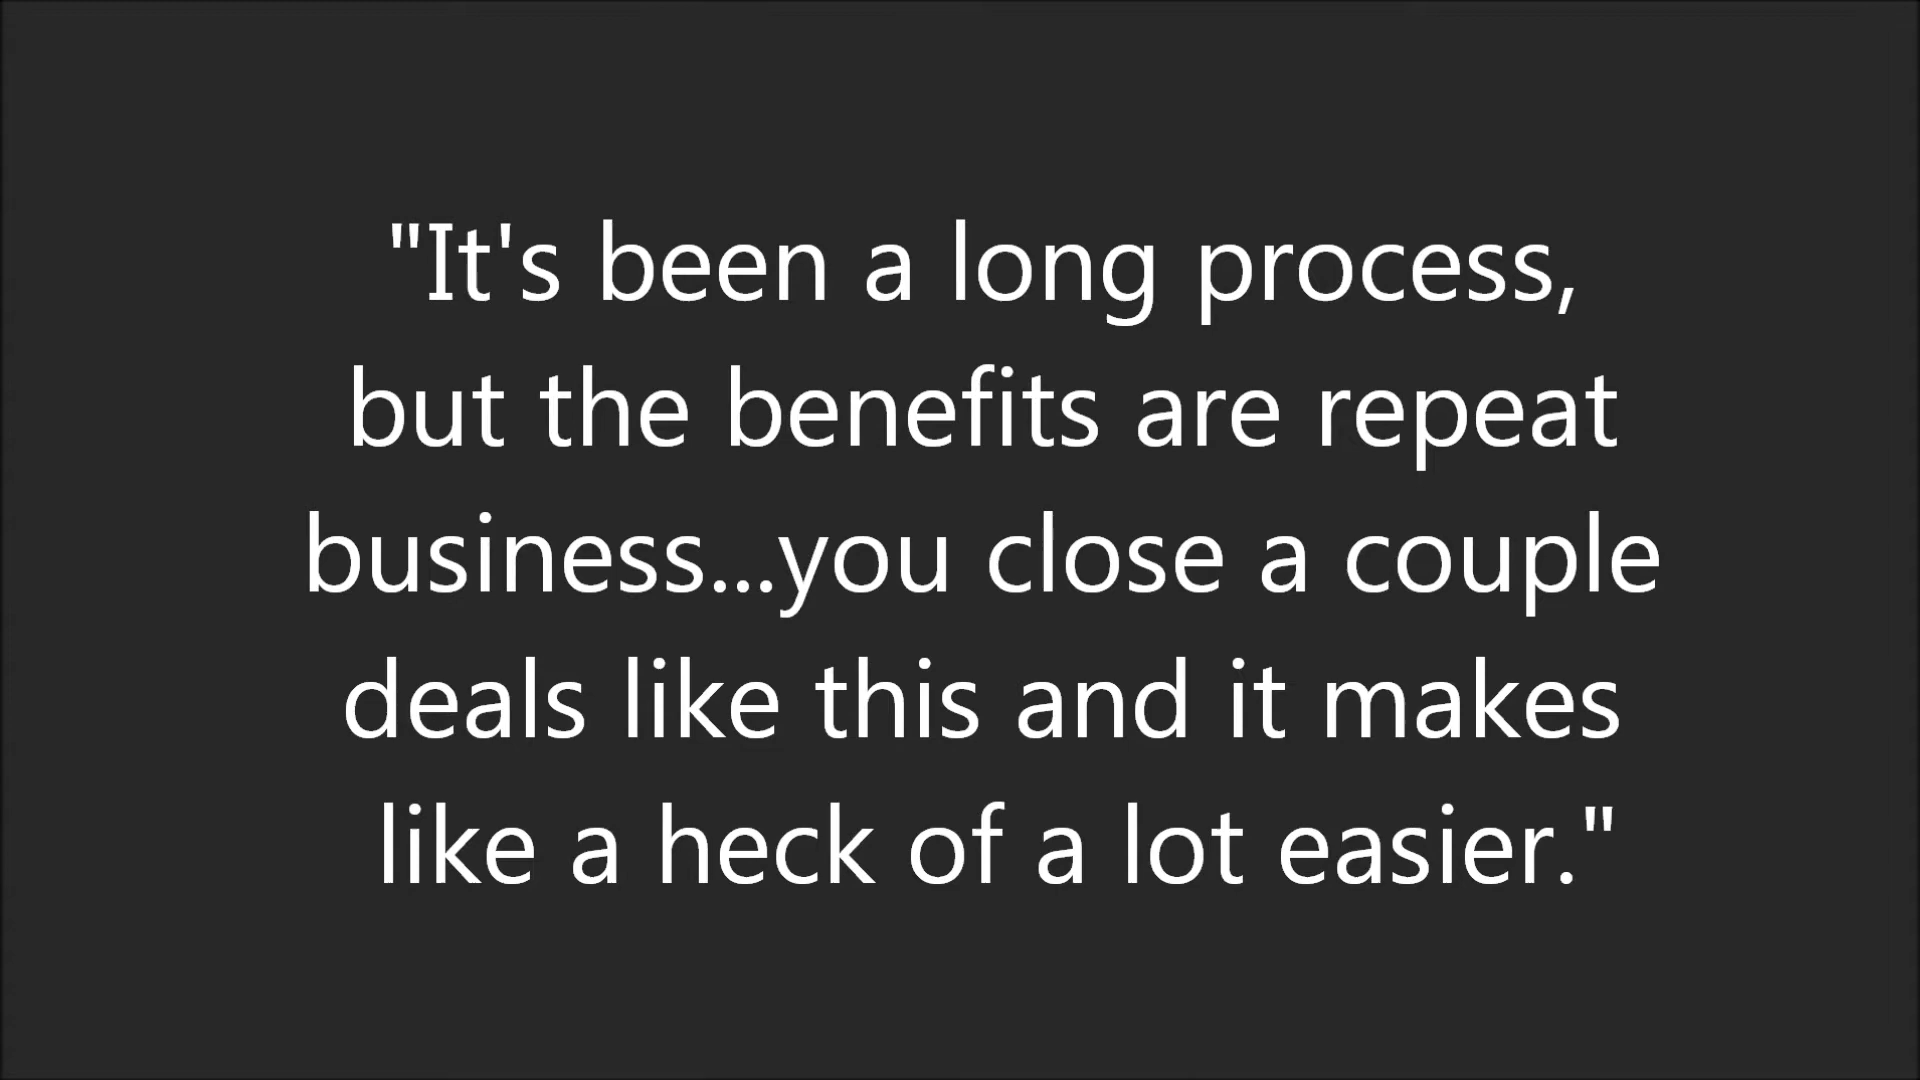 "It's been a long process,
but the benefits are repeat
business...you close a couple
deals like this and it makes
like a heck of a lot easier."